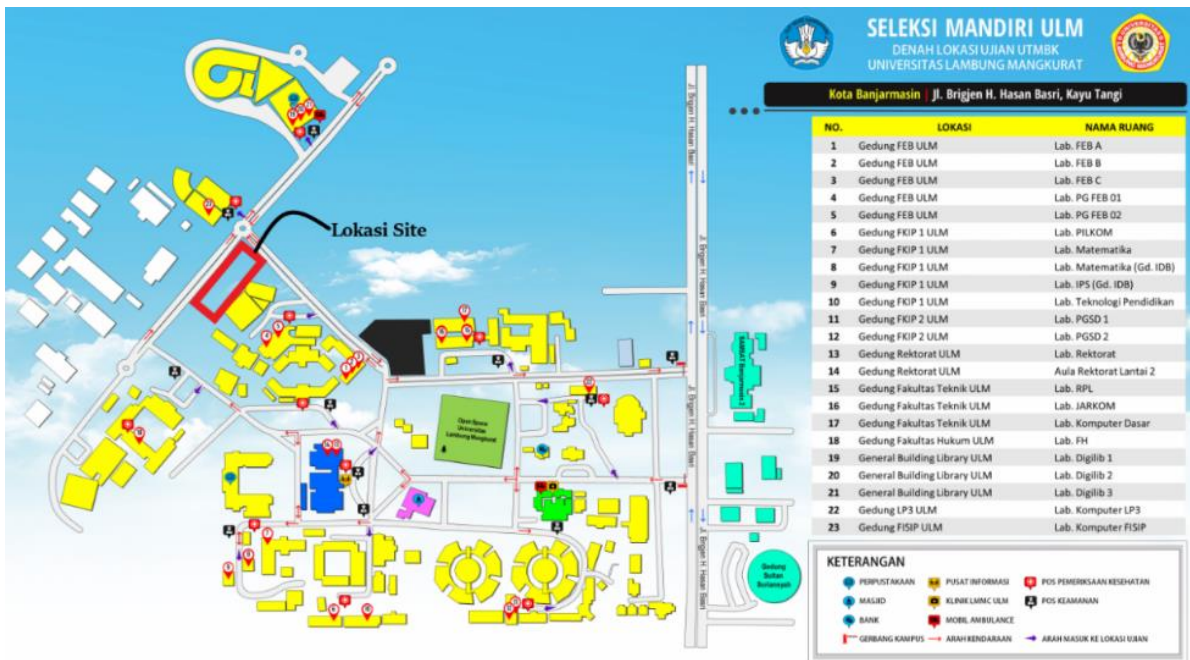 SELEKSI MANDIRI ULM
DENAH LOKASI UJIAN UTMBK
UNIVERSITAS LAMBUNG MANGKURAT
Kota Banjarmasin | Jl. Brigjen H. Hasan Basri, Kayu Tangi
NO. LOKASI NAMA RUANG
1 Gedung FEB ULM Lab. FEB A
2 Gedung FEB ULM Lab. FEB B
3 Gedung FEB ULM Lab. FEB C
4 Gedung FEB ULM Lab. PG FEB 01
5 Gedung FEB ULM Lab. PG FEB 02
6 Gedung FKIP 1 ULM Lab. PILKOM
7 Gedung FKIP 1 ULM Lab. Matematika
8 Gedung FKIP 1 ULM Lab. Matematika (Gd. IDB)
9 Gedung FKIP 1 ULM Lab. IPS (Gd. IDB)
10 Gedung FKIP 1 ULM Lab. Teknologi Pendidikan
11 Gedung FKIP 2 ULM Lab. PGSD 1
12 Gedung FKIP 2 ULM Lab. PGSD 2
13 Gedung Rektorat ULM Lab. Rektorat
14 Gedung Rektorat ULM Aula Rektorat Lantai 2
15 Gedung Fakultas Teknik ULM Lab. RPL
16 Gedung Fakultas Teknik ULM Lab. JARKOM
17 Gedung Fakultas Teknik ULM Lab. Komputer Dasar
18 Gedung Fakultas Hukum ULM Lab. FH
19 General Building Library ULM Lab. Digilib 1
20 General Building Library ULM Lab. Digilib 2
21 General Building Library ULM Lab. Digilib 3
22 Gedung LP3 ULM Lab. Komputer LP3
23 Gedung FISIP ULM Lab. Komputer FISIP
KETERANGAN
PERPUSTAKAAN PUSAT INFORMASI POS PEMERIKSAAN KESEHATAN
MASJID KLINIK LMNC ULM POS KEAMANAN
BANK MOBIL AMBULANCE
GERBANG KAMPUS ARAH KENDARAAN ARAH MASUK KE LOKASI UJIAN
Lokasi Site
Open Space
Universitas
Lambung Mangkurat
Jl. Brigjen H. Hasan Basri
Jl. Brigjen H. Hasan Basri
Jl. Brigjen H. Hasan Basri
Jl. Brigjen H. Hasan Basri
Gedung
Sultan
Suriansyah